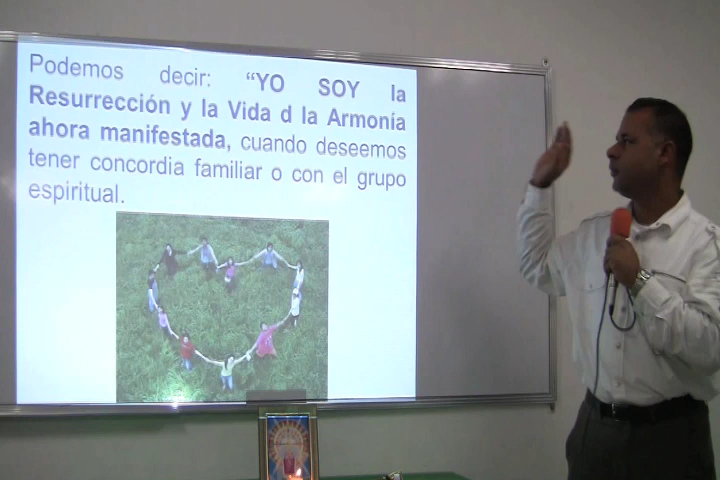 Podemos decir: “YO SOY la
Resurrección y la Vida d la Armonía
ahora manifestada, cuando deseemos
tener concordia familiar o con el grupo
espiritual.